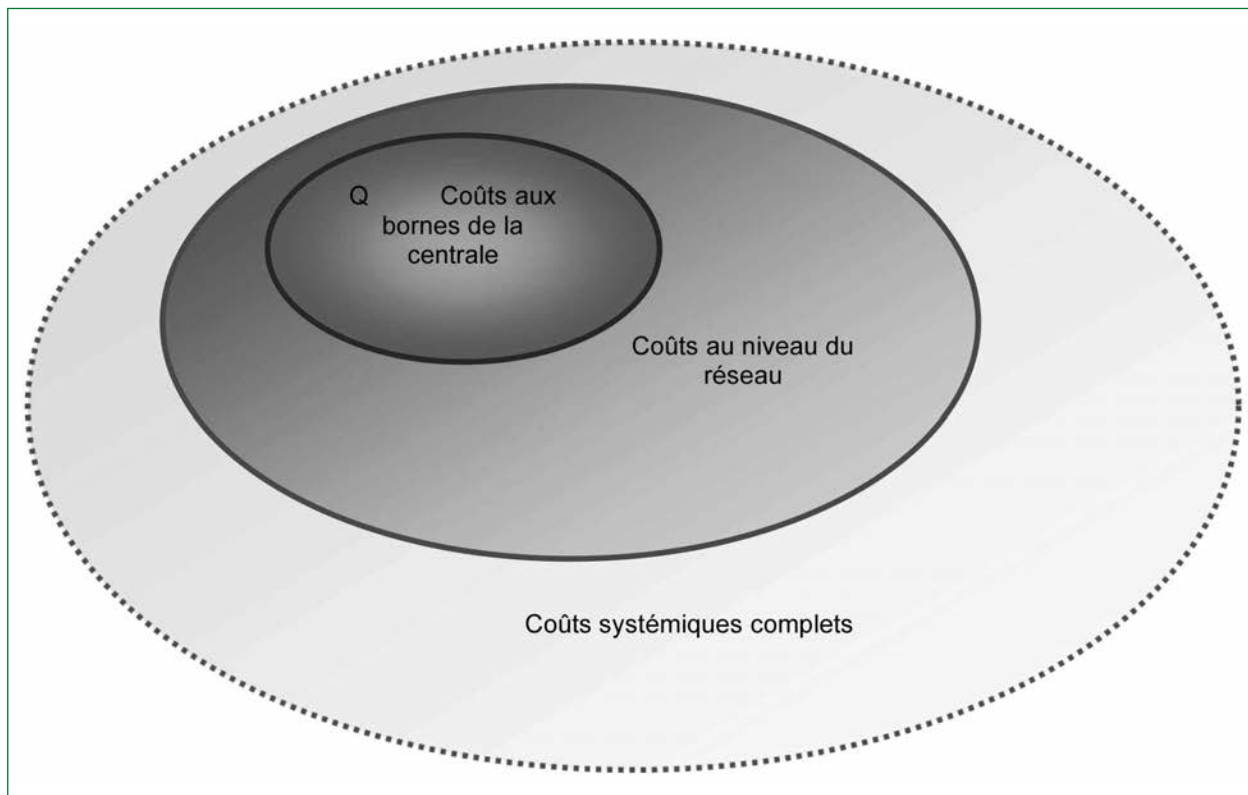 Q Coûts aux
bornes de la
centrale
Coûts au niveau du
réseau
Coûts systémiques complets